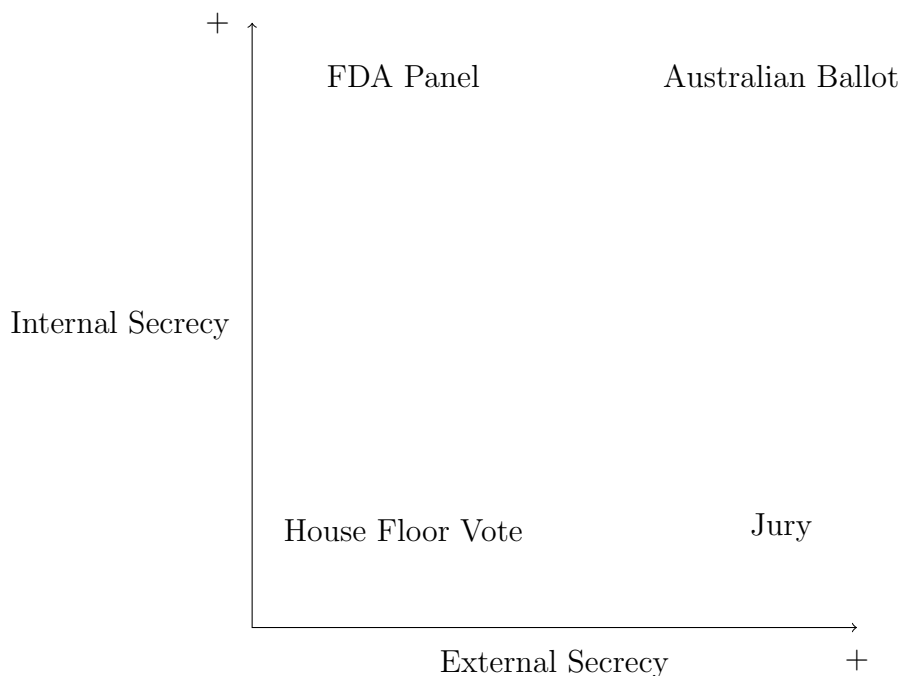 +
FDA Panel
Australian Ballot
Internal Secrecy
House Floor Vote
Jury
External Secrecy
+